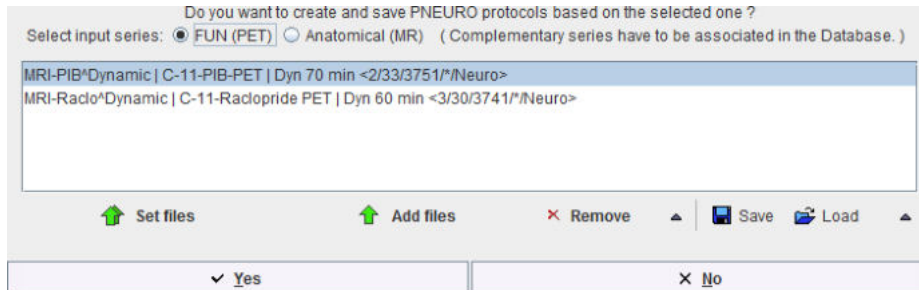 Do you want to create and save PNEURO protocols based on the selected one ?
Select input series: FUN (PET) Anatomical (MR) ( Complementary series have to be associated in the Database. )
MRI-PIB^Dynamic | C-11-PIB-PET | Dyn 70 min <2/33/3751/*/Neuro>
MRI-Raclo^Dynamic | C-11-Raclopride PET | Dyn 60 min <3/30/3741/*/Neuro>
Set files Add files Remove Save Load
Yes No